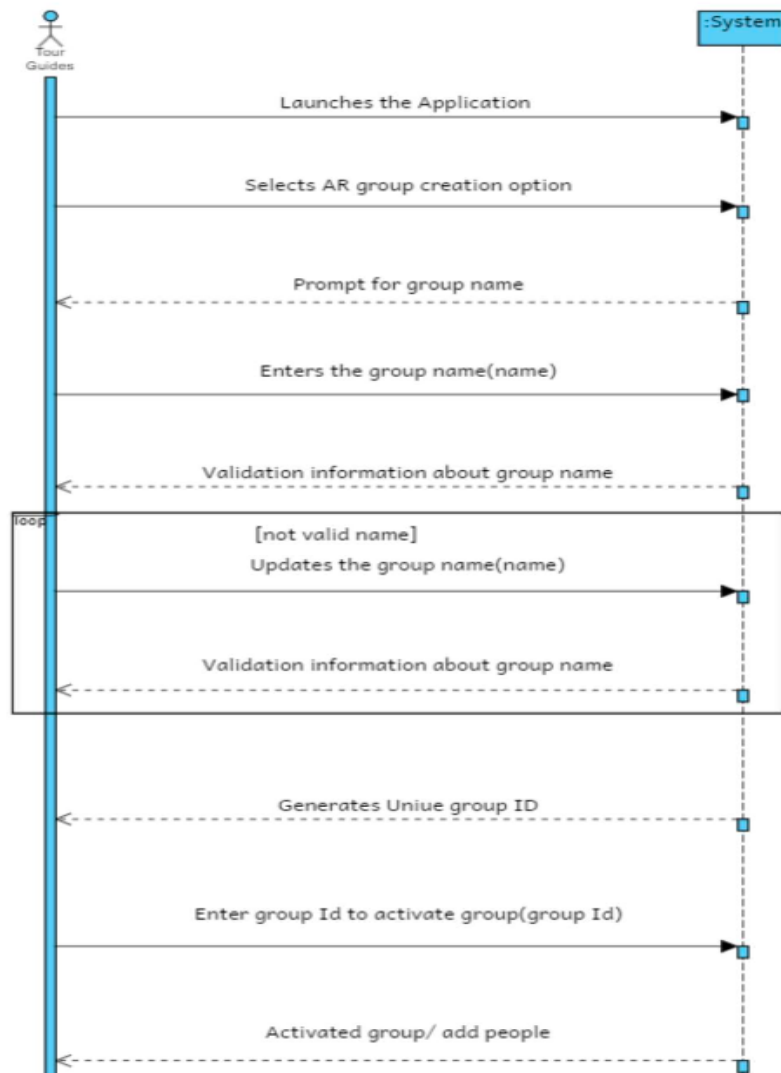 :System
Tour
Guides
Launches the Application
Selects AR group creation option
Prompt for group name
Enters the group name(name)
Validation information about group name
loop
[not valid name]
Updates the group name(name)
Validation information about group name
Generates Uniue group ID
Enter group Id to activate group(group Id)
Activated group/ add people